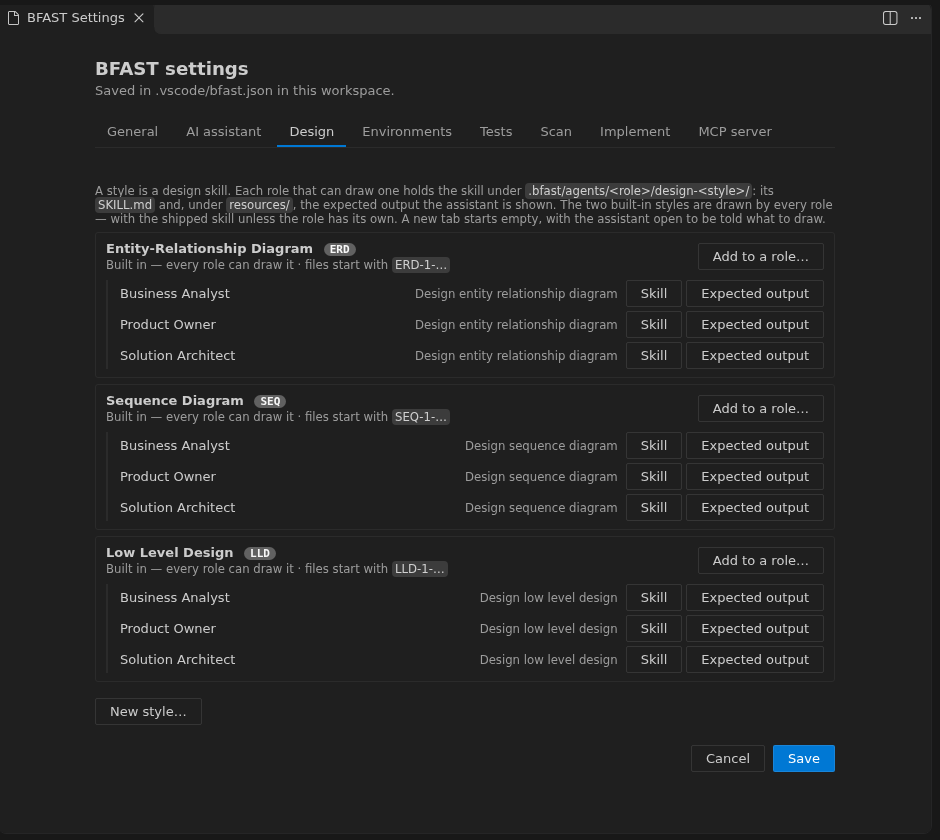 BFAST Settings
BFAST settings
Saved in .vscode/bfast.json in this workspace.
General AI assistant Design Environments Tests Scan Implement MCP server
A style is a design skill. Each role that can draw one holds the skill under .bfast/agents/<role>/design-<style>/: its
SKILL.md and, under resources/, the expected output the assistant is shown. The two built-in styles are drawn by every role
— with the shipped skill unless the role has its own. A new tab starts empty, with the assistant open to be told what to draw.
Entity-Relationship Diagram ERD
Add to a role...
Built in — every role can draw it · files start with ERD-1-...
Business Analyst Design entity relationship diagram Skill Expected output
Product Owner Design entity relationship diagram Skill Expected output
Solution Architect Design entity relationship diagram Skill Expected output
Sequence Diagram SEQ
Add to a role...
Built in — every role can draw it · files start with SEQ-1-...
Business Analyst Design sequence diagram Skill Expected output
Product Owner Design sequence diagram Skill Expected output
Solution Architect Design sequence diagram Skill Expected output
Low Level Design LLD
Add to a role...
Built in — every role can draw it · files start with LLD-1-...
Business Analyst Design low level design Skill Expected output
Product Owner Design low level design Skill Expected output
Solution Architect Design low level design Skill Expected output
New style...
Cancel Save